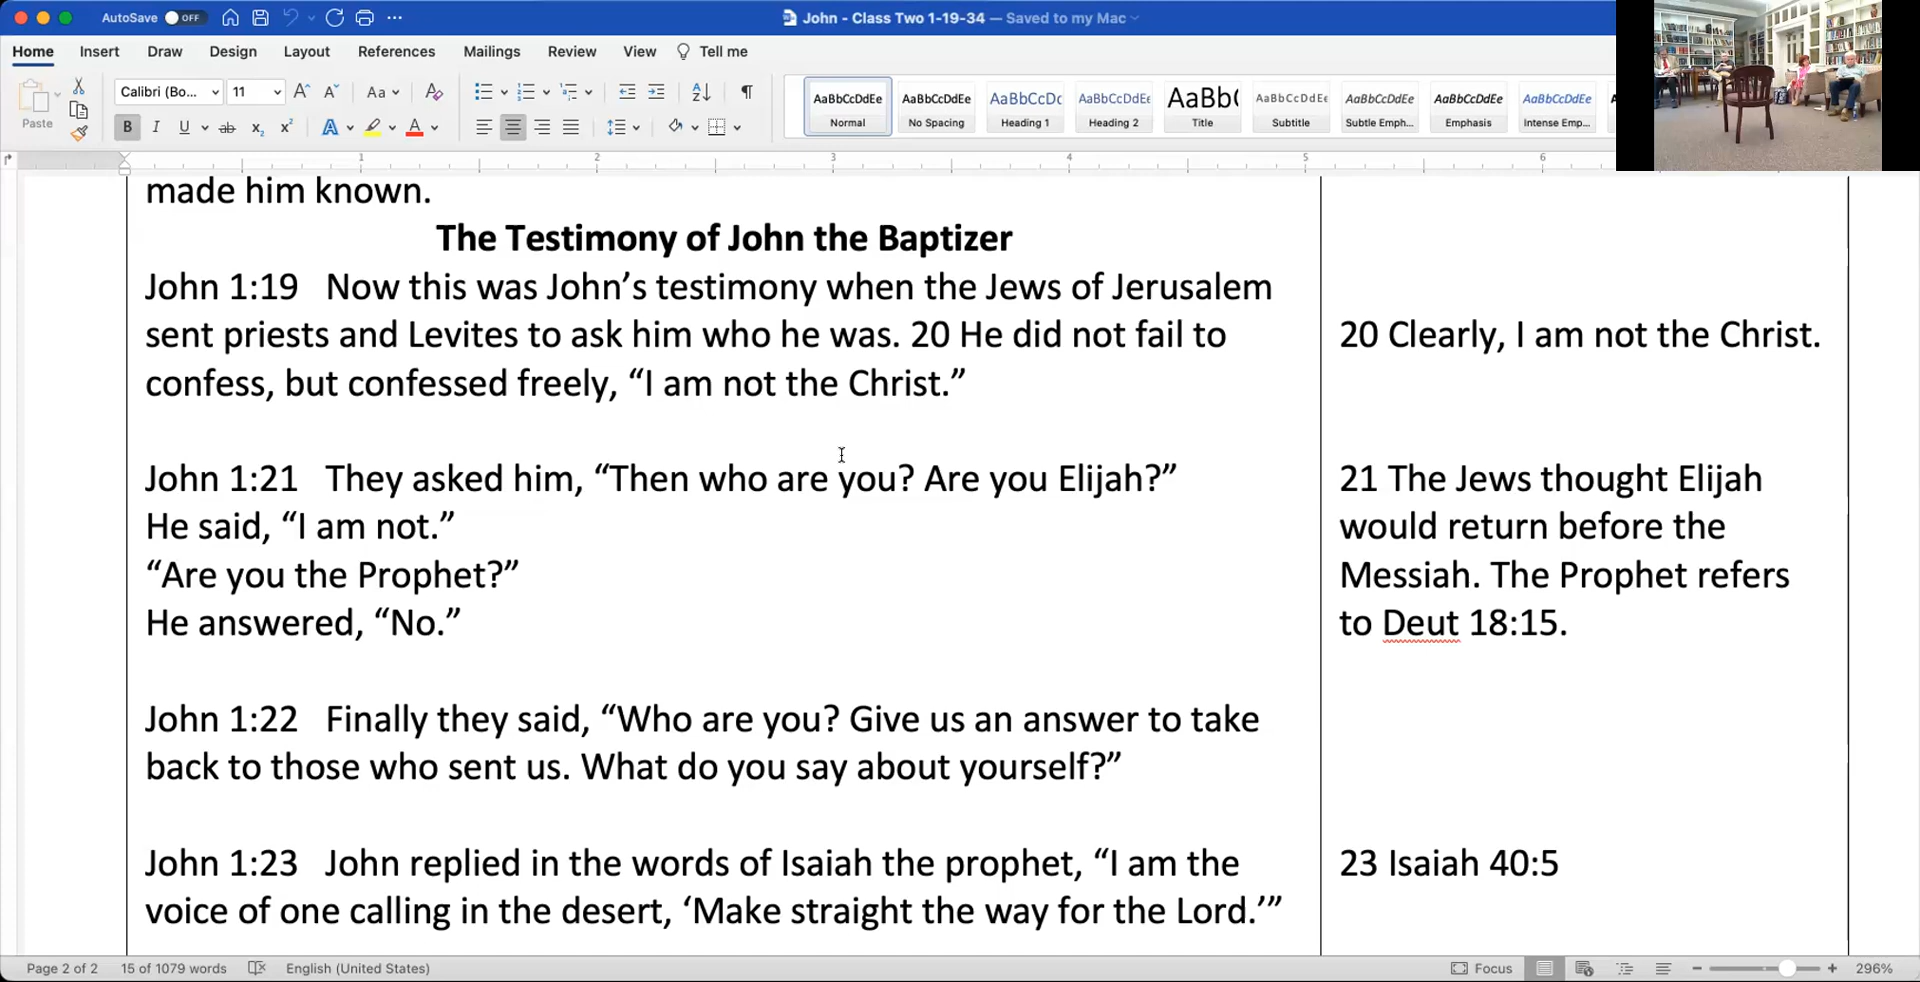 AutoSave OFF
John - Class Two 1-19-34 — Saved to my Mac
Home Insert Draw Design Layout References Mailings Review View Tell me
Paste
Calibri (Bo... 11
AaBbCcDdEe AaBbCcDdEe AaBbCcDc AaBbCcDdEe AaBb( AaBbCcDdEe AaBbCcDdEe AaBbCcDdEe AaBbCcDdEe
Normal No Spacing Heading 1 Heading 2 Title Subtitle Subtle Emph... Emphasis Intense Emp...
1 2 3 4 5 6
made him known.
The Testimony of John the Baptizer
John 1:19 Now this was John’s testimony when the Jews of Jerusalem
sent priests and Levites to ask him who he was. 20 He did not fail to
confess, but confessed freely, “I am not the Christ.”
20 Clearly, I am not the Christ.
John 1:21 They asked him, “Then who are you? Are you Elijah?”
He said, “I am not.”
“Are you the Prophet?”
He answered, “No.”
21 The Jews thought Elijah
would return before the
Messiah. The Prophet refers
to Deut 18:15.
John 1:22 Finally they said, “Who are you? Give us an answer to take
back to those who sent us. What do you say about yourself?”
John 1:23 John replied in the words of Isaiah the prophet, “I am the
voice of one calling in the desert, ‘Make straight the way for the Lord.’”
23 Isaiah 40:5
Page 2 of 2 15 of 1079 words English (United States) Focus 296%